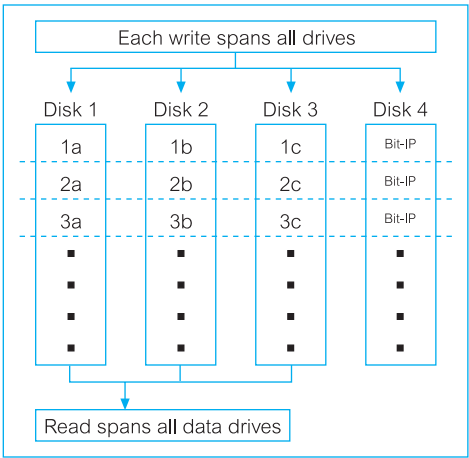 Each write spans all drives
Disk 1 Disk 2 Disk 3 Disk 4
1a 1b 1c Bit-IP
2a 2b 2c Bit-IP
3a 3b 3c Bit-IP
Read spans all data drives